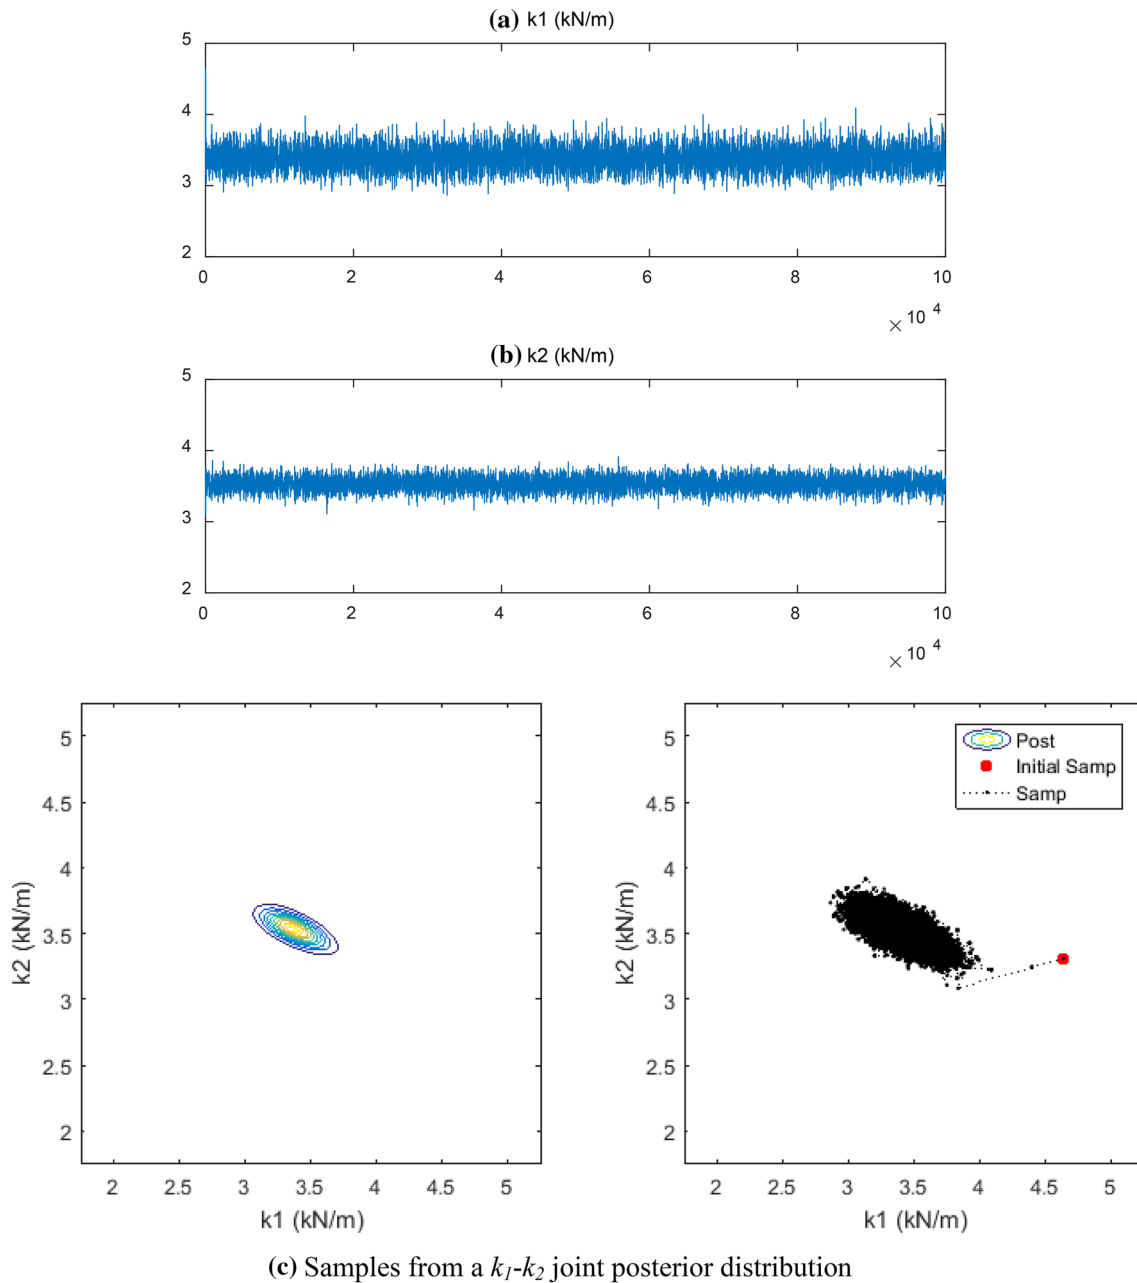 (a) k1 (kN/m)
5
4
3
2
0 2 4 6 8 10
× 10 4
(b) k2 (kN/m)
5
4
3
2
0 2 4 6 8 10
× 10 4
5
4.5
4
3.5
3
2.5
2
k2 (kN/m)
2 2.5 3 3.5 4 4.5 5
k1 (kN/m)
Post
Initial Samp
Samp
5
4.5
4
3.5
3
2.5
2
k2 (kN/m)
2 2.5 3 3.5 4 4.5 5
k1 (kN/m)
(c) Samples from a k1-k2 joint posterior distribution